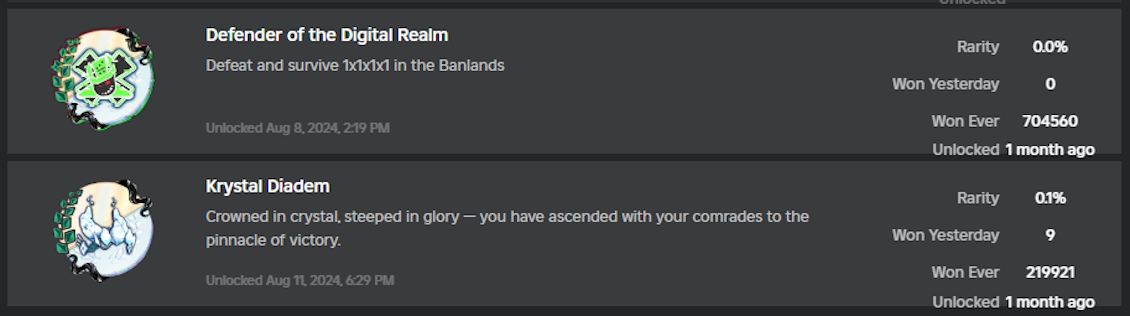 Unlocked
Defender of the Digital Realm
Defeat and survive 1x1x1x1 in the Banlands
Unlocked Aug 8, 2024, 2:19 PM
Rarity 0.0%
Won Yesterday 0
Won Ever 704560
Unlocked 1 month ago
Krystal Diadem
Crowned in crystal, steeped in glory — you have ascended with your comrades to the
pinnacle of victory.
Unlocked Aug 11, 2024, 6:29 PM
Rarity 0.1%
Won Yesterday 9
Won Ever 219921
Unlocked 1 month ago